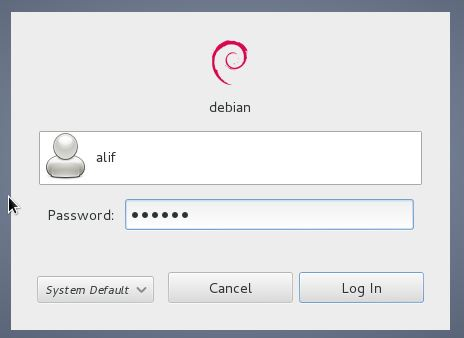 debian
alif
Password: ••••••
System Default
Cancel
Log In